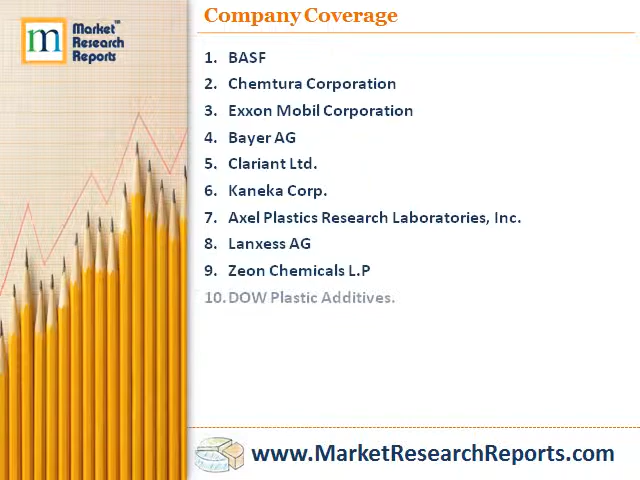 Company Coverage
m
Market™
Research
Reports
1. BASF
2. Chemtura Corporation
3. Exxon Mobil Corporation
4. Bayer AG
5. Clariant Ltd.
6. Kaneka Corp.
7. Axel Plastics Research Laboratories, Inc.
8. Lanxess AG
9. Zeon Chemicals L.P
10. DOW Plastic Additives.
www.MarketResearchReports.com